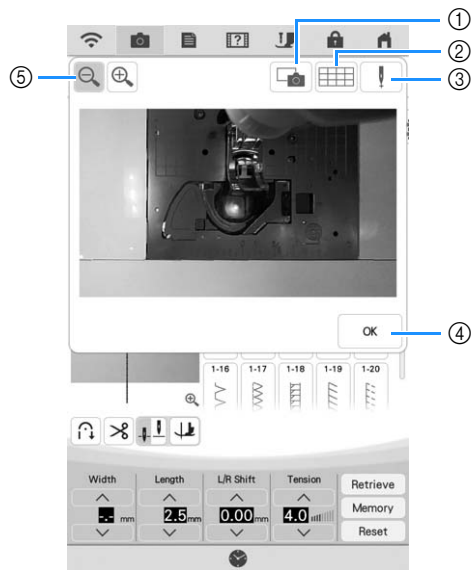 ①
②
③
⑤
④
OK
1-16 1-17 1-18 1-19 1-20
Width Length L/R Shift Tension
-.- mm 2.5 mm 0.00 mm 4.0
Retrieve
Memory
Reset